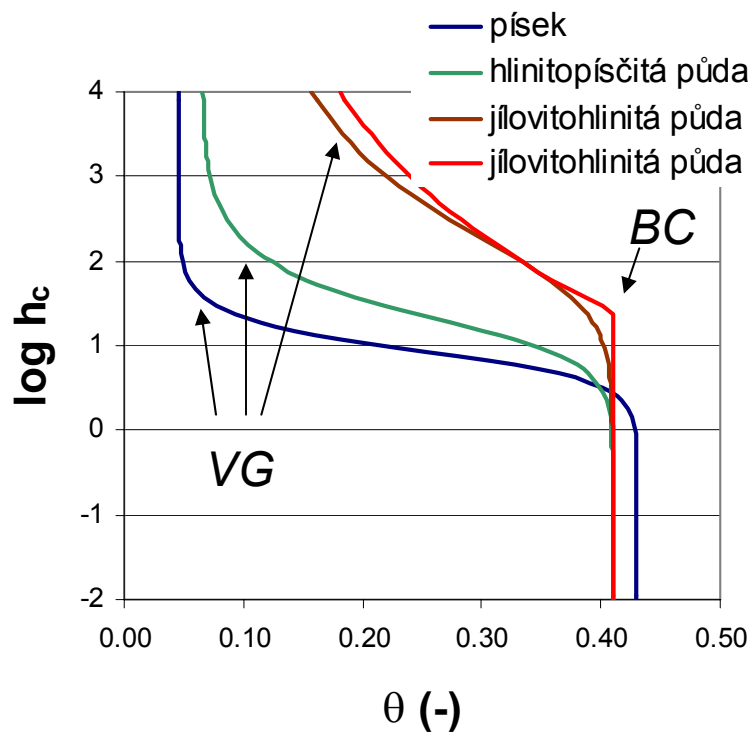 písek
hlinitopísčitá půda
jílovitohlinitá půda
jílovitohlinitá půda
4
3
2
1
0
-1
-2
log hc
BC
VG
0.00 0.10 0.20 0.30 0.40 0.50
θ (-)